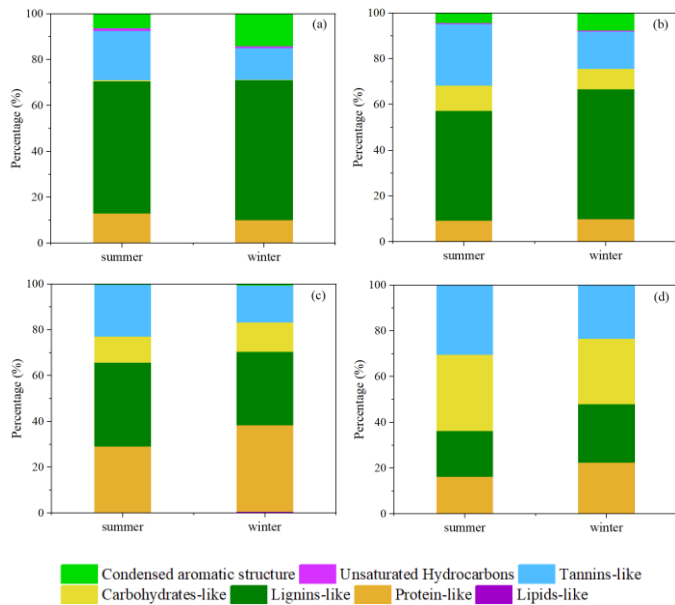 (a)
Percentage (%)
100
80
60
40
20
0
summer winter
(b)
Percentage (%)
100
80
60
40
20
0
summer winter
(c)
Percentage (%)
100
80
60
40
20
0
summer winter
(d)
Percentage (%)
100
80
60
40
20
0
summer winter
Condensed aromatic structure Unsaturated Hydrocarbons Tannins-like
Carbohydrates-like Lignins-like Protein-like Lipids-like